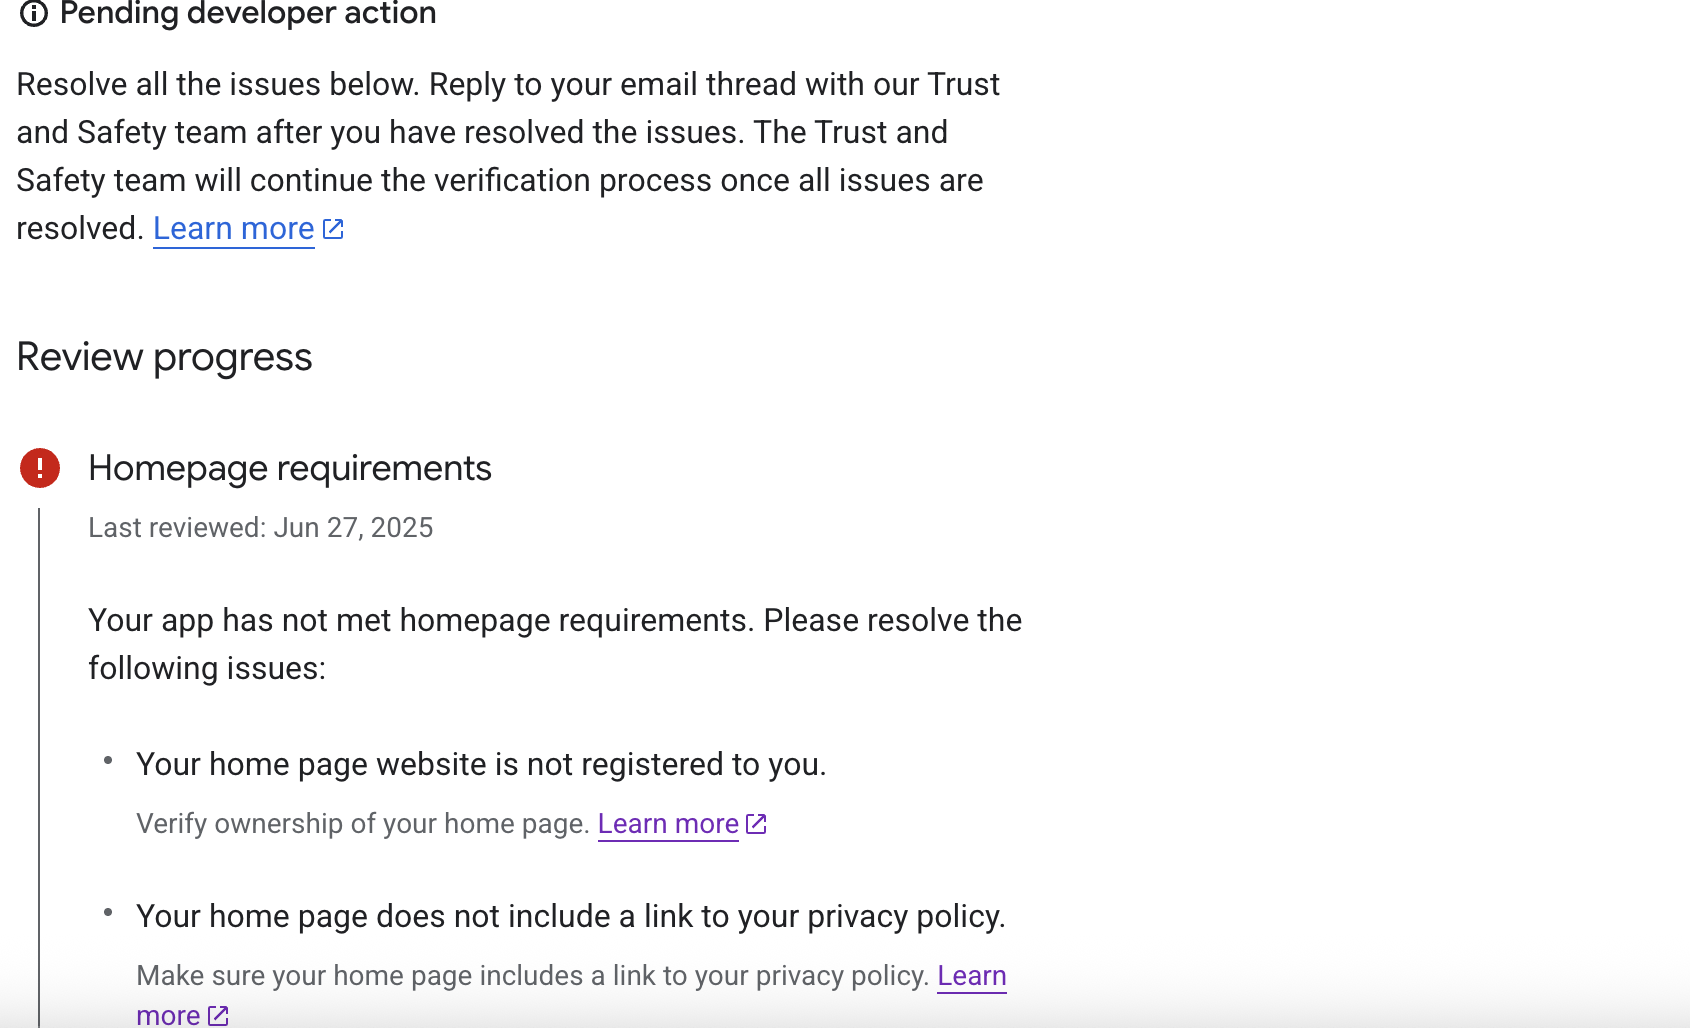 Pending developer action
Resolve all the issues below. Reply to your email thread with our Trust
and Safety team after you have resolved the issues. The Trust and
Safety team will continue the verification process once all issues are
resolved. Learn more
Review progress
Homepage requirements
Last reviewed: Jun 27, 2025
Your app has not met homepage requirements. Please resolve the
following issues:
• Your home page website is not registered to you.
Verify ownership of your home page. Learn more
• Your home page does not include a link to your privacy policy.
Make sure your home page includes a link to your privacy policy. Learn
more